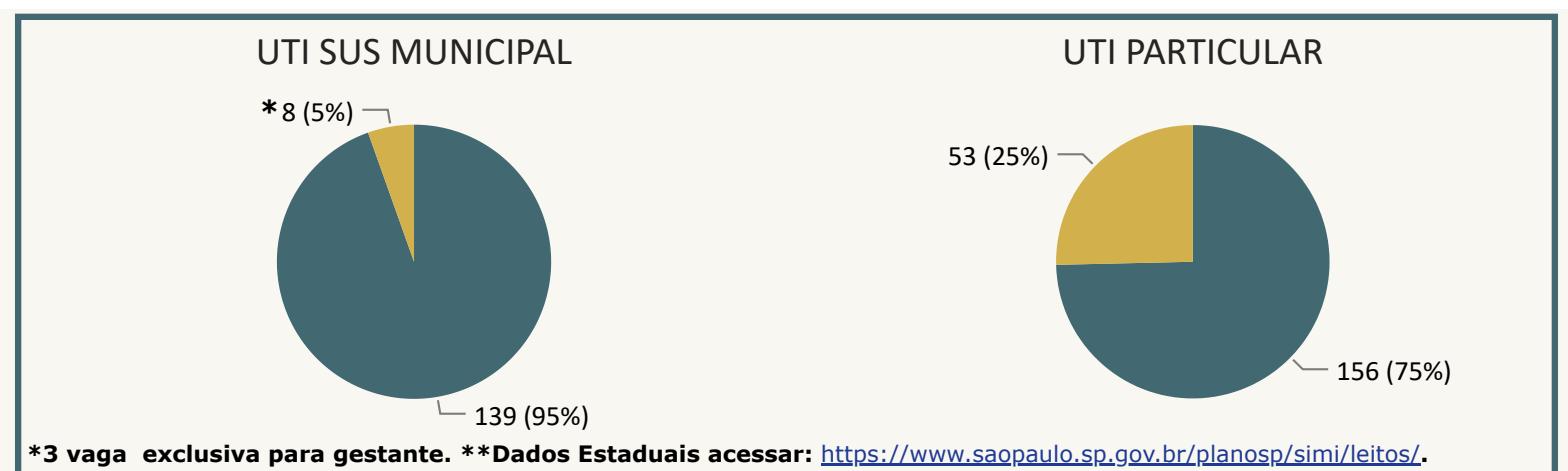 UTI SUS MUNICIPAL
*8 (5%)
139 (95%)
UTI PARTICULAR
53 (25%)
156 (75%)
*3 vaga exclusiva para gestante. **Dados Estaduais acessar: https://www.saopaulo.sp.gov.br/planosp/simi/leitos/.